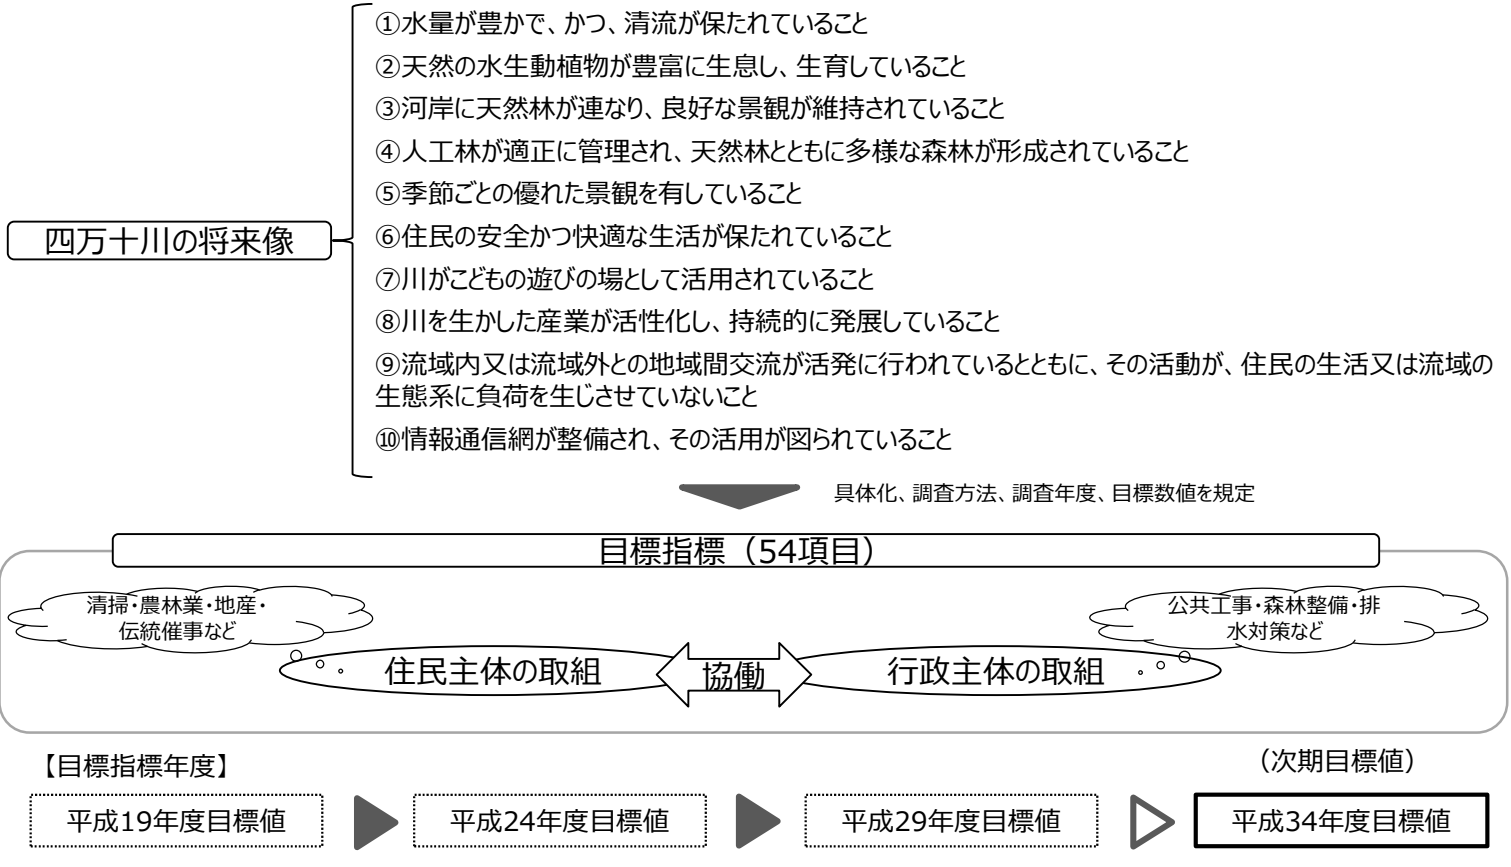 ①水量が豊かで、かつ、清流が保たれていること
②天然の水生動植物が豊富に生息し、生育していること
③河岸に天然林が連なり、良好な景観が維持されていること
④人工林が適正に管理され、天然林とともに多様な森林が形成されていること
⑤季節ごとの優れた景観を有していること
四万十川の将来像
⑥住民の安全かつ快適な生活が保たれていること
⑦川がこどもの遊びの場として活用されていること
⑧川を生かした産業が活性化し、持続的に発展していること
⑨流域内又は流域外との地域間交流が活発に行われているとともに、その活動が、住民の生活又は流域の
生態系に負荷を生じさせていないこと
⑩情報通信網が整備され、その活用が図られていること
具体化、調査方法、調査年度、目標数値を規定
目標指標（54項目）
清掃・農林業・地産・
伝統催事など
公共工事・森林整備・排
水対策など
住民主体の取組
協働
行政主体の取組
【目標指標年度】
（次期目標値）
平成19年度目標値
平成24年度目標値
平成29年度目標値
平成34年度目標値